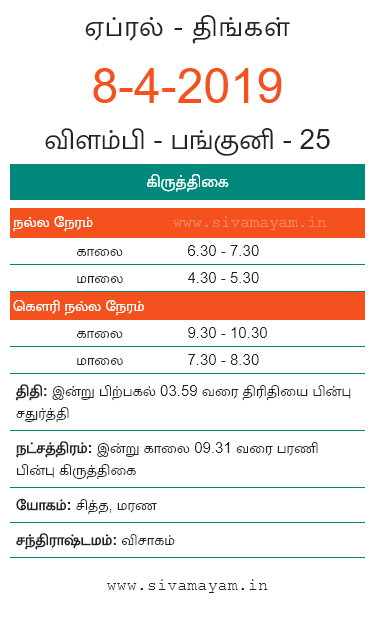 ஏப்ரல் - திங்கள்
8-4-2019
விளம்பி - பங்குனி - 25
கிருத்திகை
நல்ல நேரம் www.sivamayam.in
காலை 6.30 - 7.30
மாலை 4.30 - 5.30
கௌரி நல்ல நேரம்
காலை 9.30 - 10.30
மாலை 7.30 - 8.30
திதி: இன்று பிற்பகல் 03.59 வரை திரிதியை பின்பு
சதுர்த்தி
நட்சத்திரம்: இன்று காலை 09.31 வரை பரணி
பின்பு கிருத்திகை
யோகம்: சித்த, மரண
சந்திராஷ்டமம்: விசாகம்
www.sivamayam.in